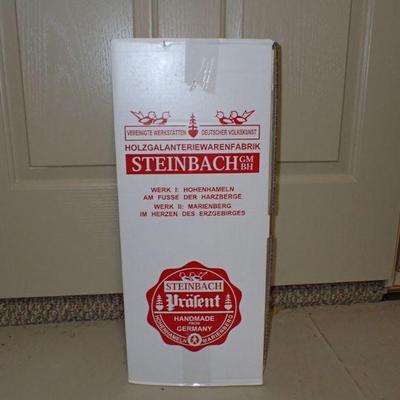 VEREINIGTE WERKSTÄTTEN DEUTSCHER VOLKSKUNST
HOLZGALANTERIEWARENFABRIK
STEINBACH GMBH
WERK I: HOHENHAMELN
AM FUSSE DER HARZBERGE
WERK II: MARIENBERG
IM HERZEN DES ERZGEBIRGES
STEINBACH
Präsent
HANDMADE
FROM
GERMANY
HOHENHAMELN MARIENBERG